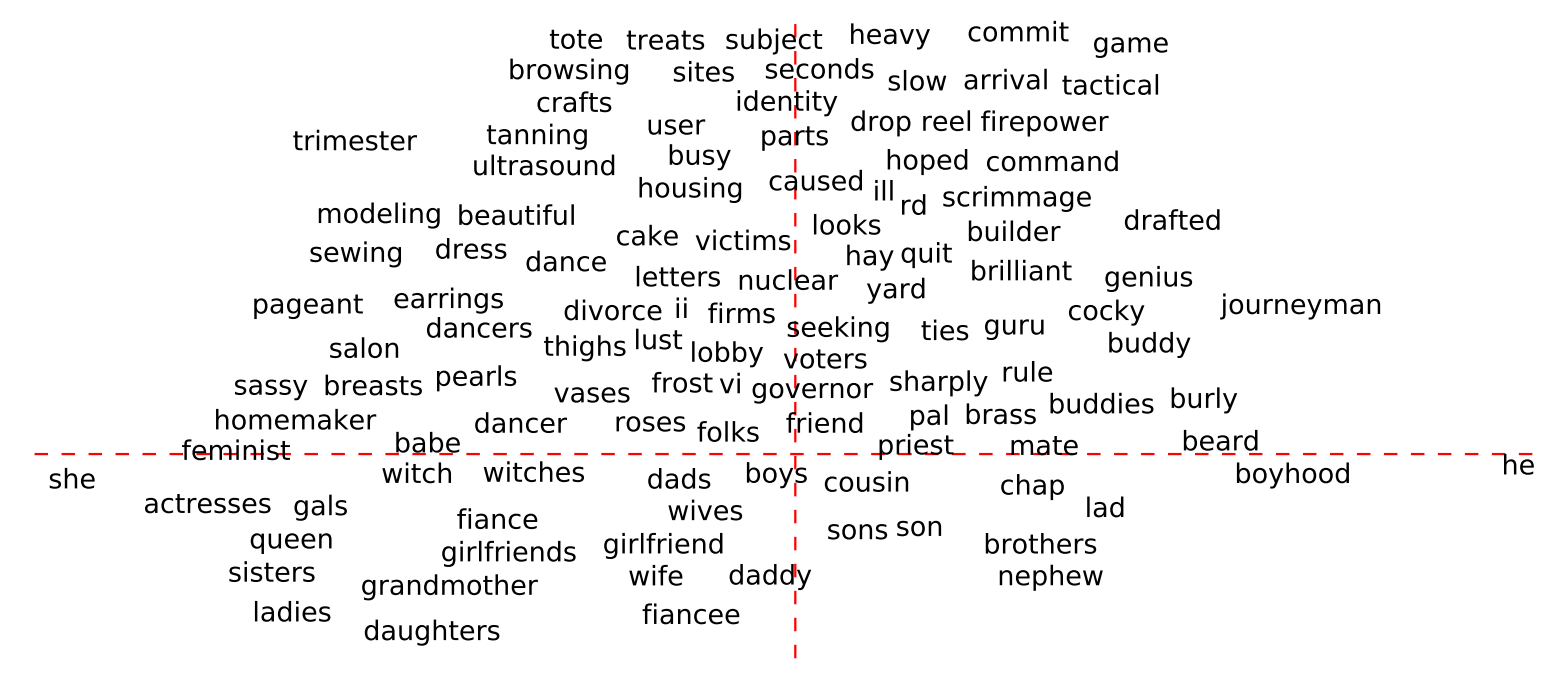 tote treats subject heavy commit game
browsing sites seconds slow arrival tactical
crafts identity
trimester tanning user parts drop reel firepower
ultrasound busy hoped command
housing caused ill rd scrimmage
modeling beautiful looks builder drafted
sewing dress dance cake victims hay quit
letters nuclear yard brilliant genius
pageant earrings divorce ii firms cocky journeyman
dancers seeking ties guru
salon thighs lust lobby voters buddy
sassy breasts pearls vases frost vi governor sharply rule
homemaker dancer roses folks friend pal brass buddies burly
feminist babe priest mate beard
she witch witches dads boys cousin chap boyhood he
actresses gals fiance wives lad
queen girlfriends girlfriend sons son brothers
sisters grandmother wife daddy nephew
ladies daughters fiancee